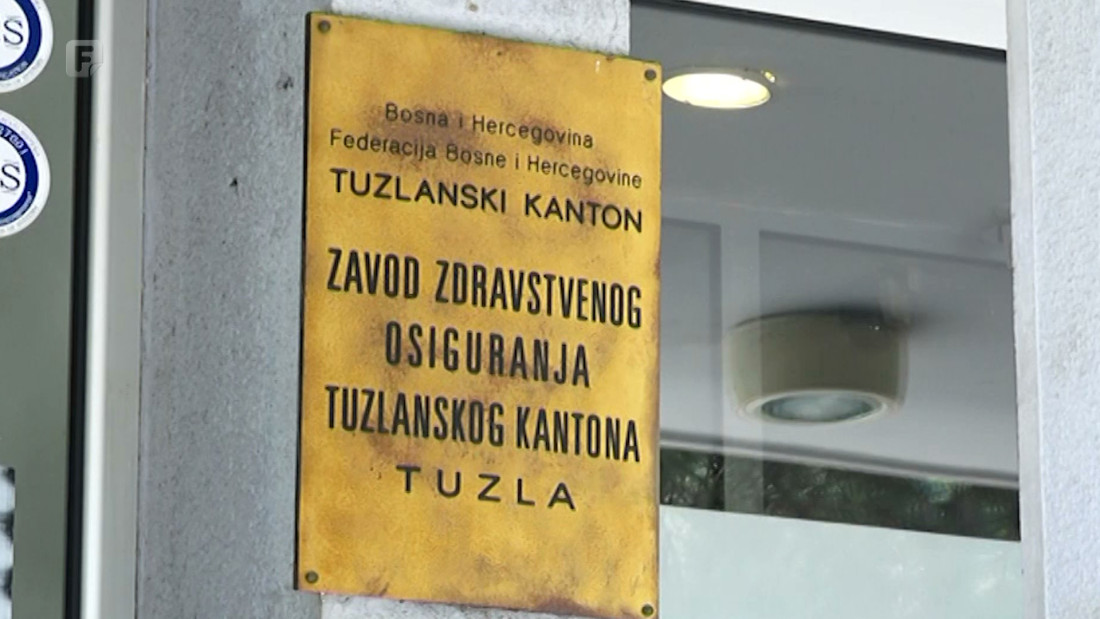 Bosna i Hercegovina
Federacija Bosne i Hercegovine
TUZLANSKI KANTON
ZAVOD ZDRAVSTVENOG
OSIGURANJA
TUZLANSKOG KANTONA
TUZLA